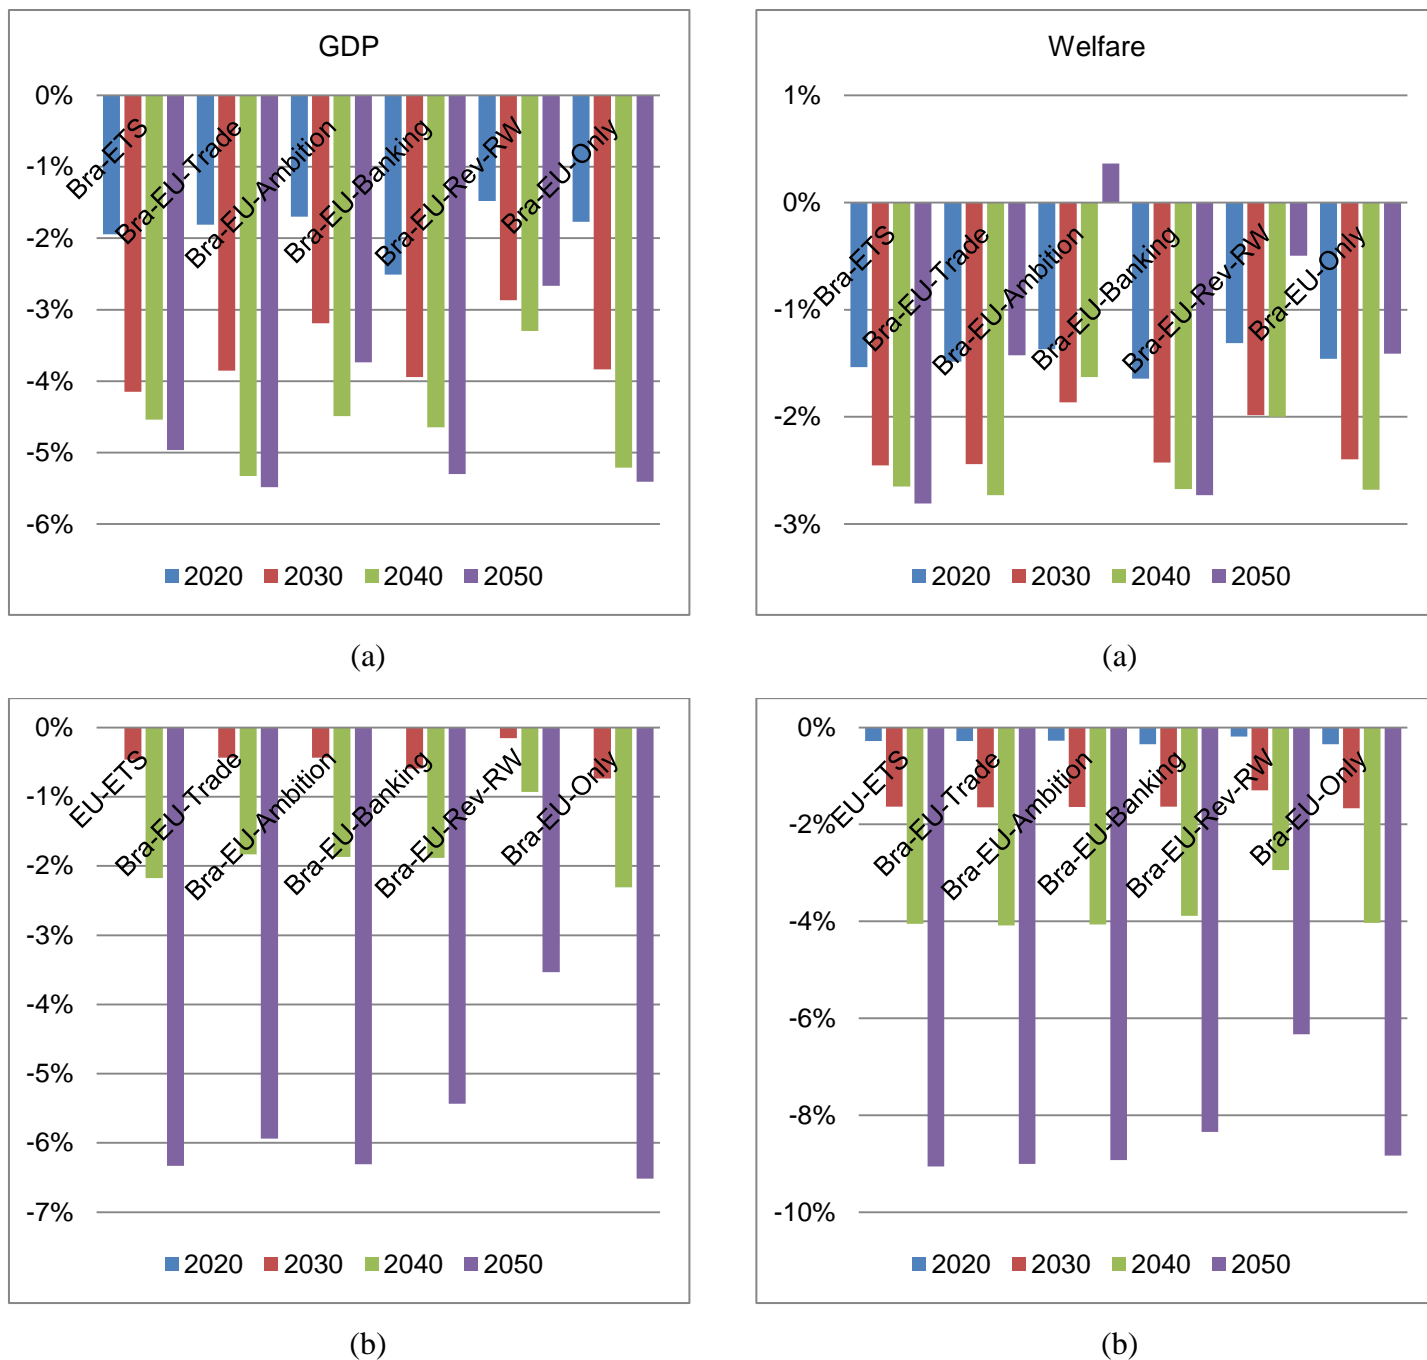 GDP
0%
-1%
-2%
-3%
-4%
-5%
-6%
Bra-ETS
Bra-EU-Trade
Bra-EU-Ambition
Bra-EU-Banking
Bra-EU-Rev-RW
Bra-EU-Only
2020 2030 2040 2050
(a)
Welfare
1%
0%
-1%
-2%
-3%
Bra-ETS
Bra-EU-Trade
Bra-EU-Ambition
Bra-EU-Banking
Bra-EU-Rev-RW
Bra-EU-Only
2020 2030 2040 2050
(a)
0%
-1%
-2%
-3%
-4%
-5%
-6%
-7%
EU-ETS
Bra-EU-Trade
Bra-EU-Ambition
Bra-EU-Banking
Bra-EU-Rev-RW
Bra-EU-Only
2020 2030 2040 2050
(b)
0%
-2%
-4%
-6%
-8%
-10%
EU-ETS
Bra-EU-Trade
Bra-EU-Ambition
Bra-EU-Banking
Bra-EU-Rev-RW
Bra-EU-Only
2020 2030 2040 2050
(b)